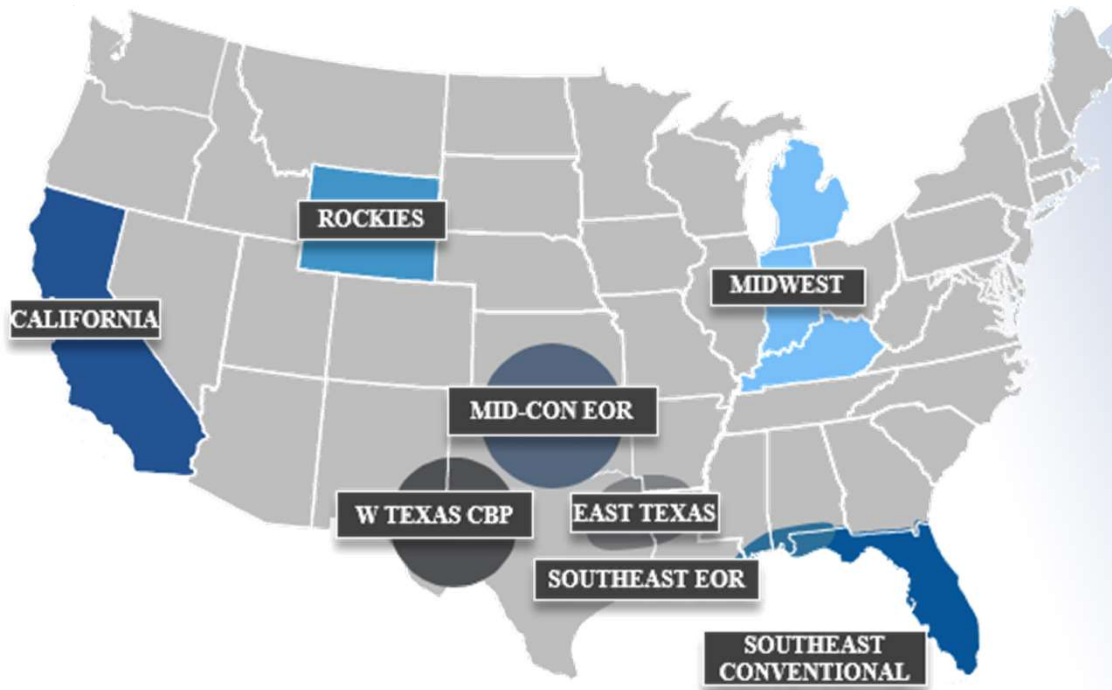 ROCKIES
MIDWEST
CALIFORNIA
MID-CON EOR
W TEXAS CBP
EAST TEXAS
SOUTHEAST EOR
SOUTHEAST
CONVENTIONAL